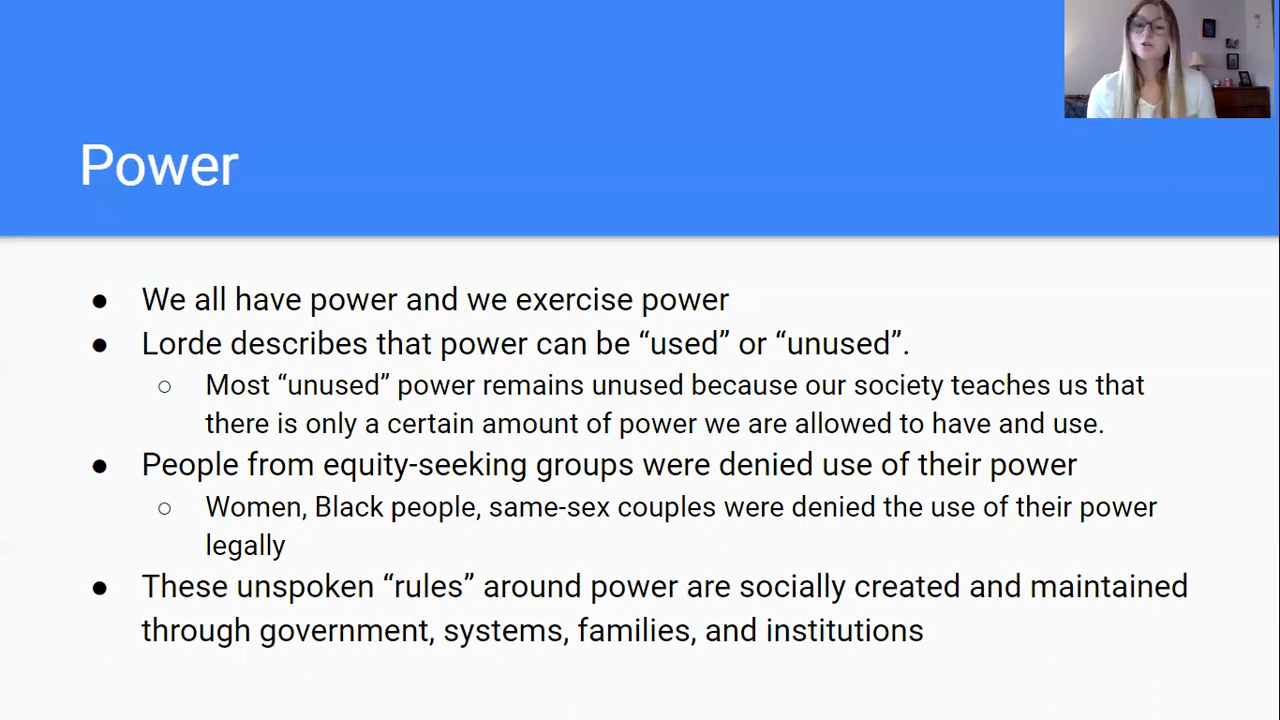 Power
● We all have power and we exercise power
● Lorde describes that power can be “used” or “unused”.
○ Most “unused” power remains unused because our society teaches us that
there is only a certain amount of power we are allowed to have and use.
● People from equity-seeking groups were denied use of their power
○ Women, Black people, same-sex couples were denied the use of their power
legally
● These unspoken “rules” around power are socially created and maintained
through government, systems, families, and institutions